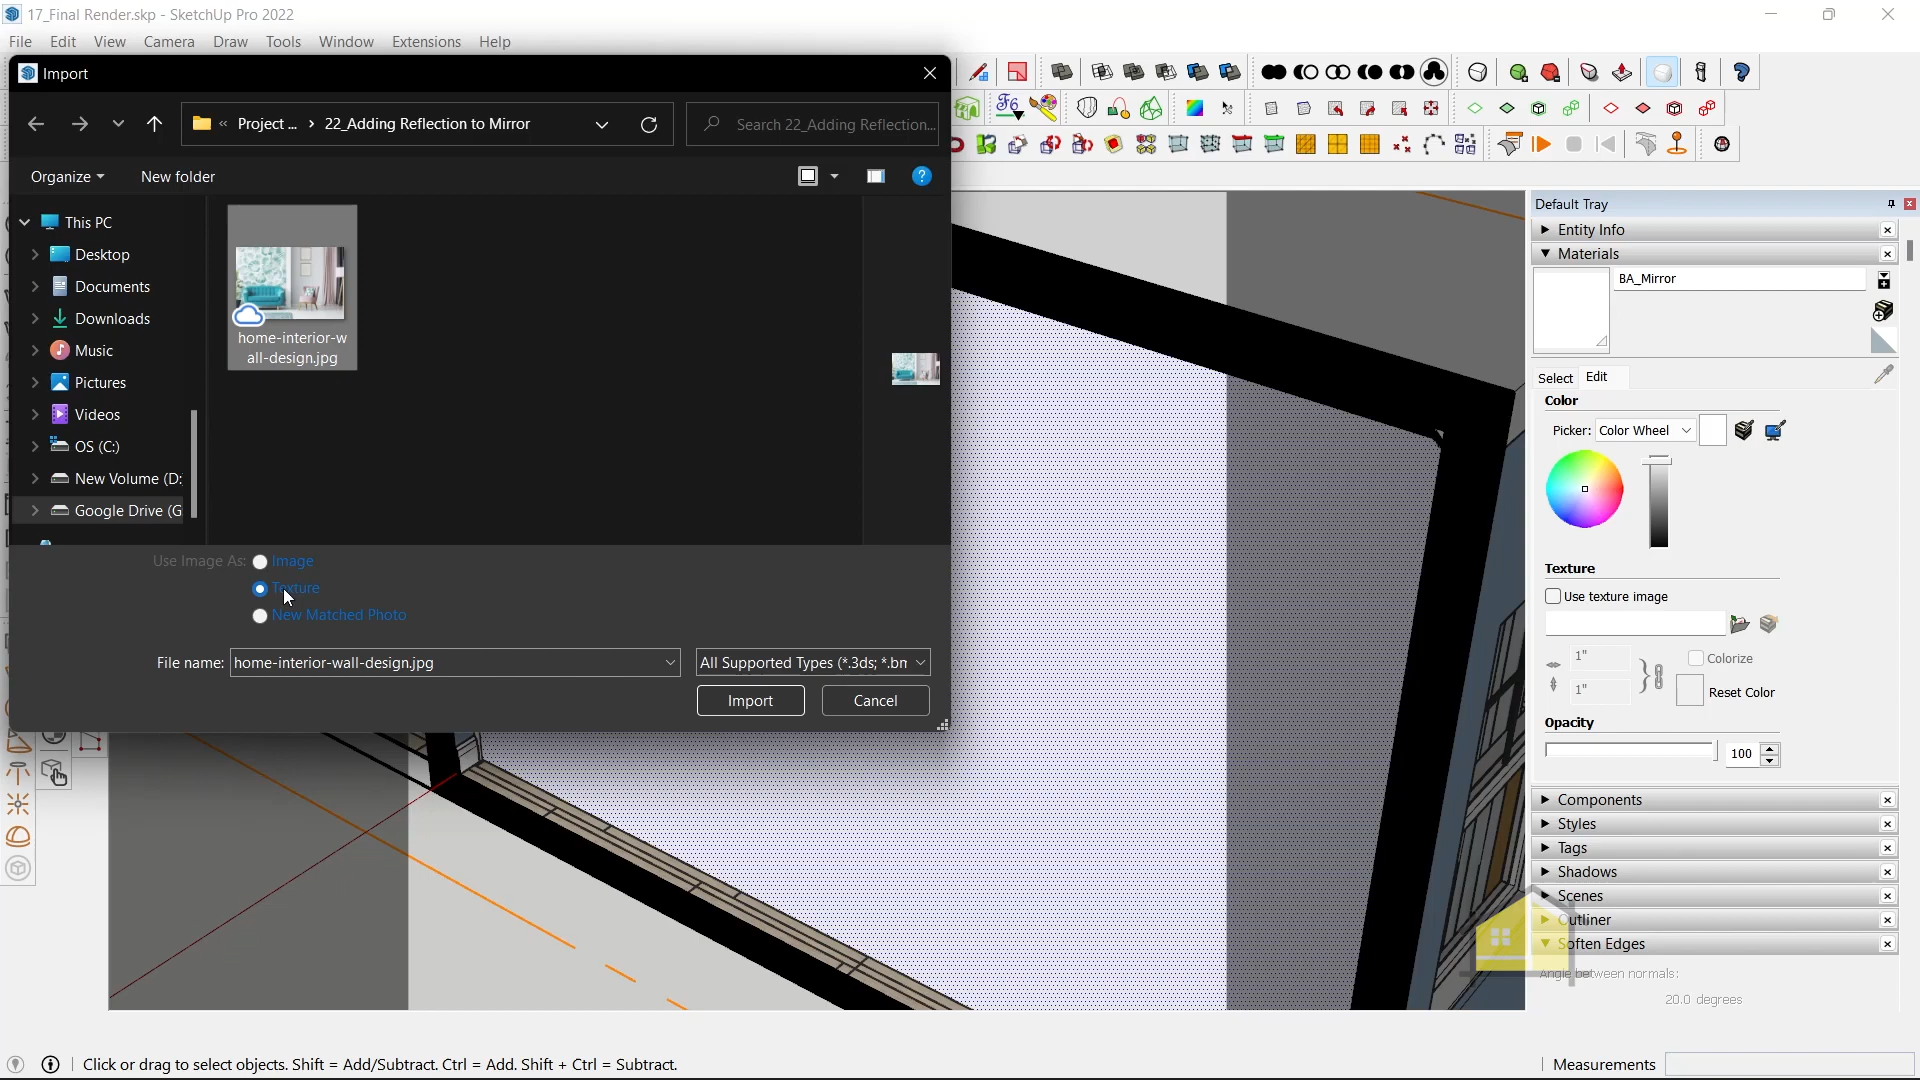 17_Final Render.skp - SketchUp Pro 2022
File Edit View Camera Draw Tools Window Extensions Help
Import
Project ... › 22_Adding Reflection to Mirror
Search 22_Adding Reflection...
Organize
New folder
This PC
Desktop
Documents
Downloads
Music
Pictures
Videos
OS (C:)
New Volume (D:
Google Drive (G
home-interior-w
all-design.jpg
Use Image As:
Image
Texture
New Matched Photo
File name:
home-interior-wall-design.jpg
All Supported Types (*.3ds; *.bm
Import
Cancel
Default Tray
Entity Info
Materials
BA_Mirror
Select
Edit
Color
Picker:
Color Wheel
Texture
Use texture image
1"
Colorize
1"
Reset Color
Opacity
100
Components
Styles
Tags
Shadows
Scenes
Outliner
Soften Edges
Angle between normals:
20.0 degrees
Click or drag to select objects. Shift = Add/Subtract. Ctrl = Add. Shift + Ctrl = Subtract.
Measurements